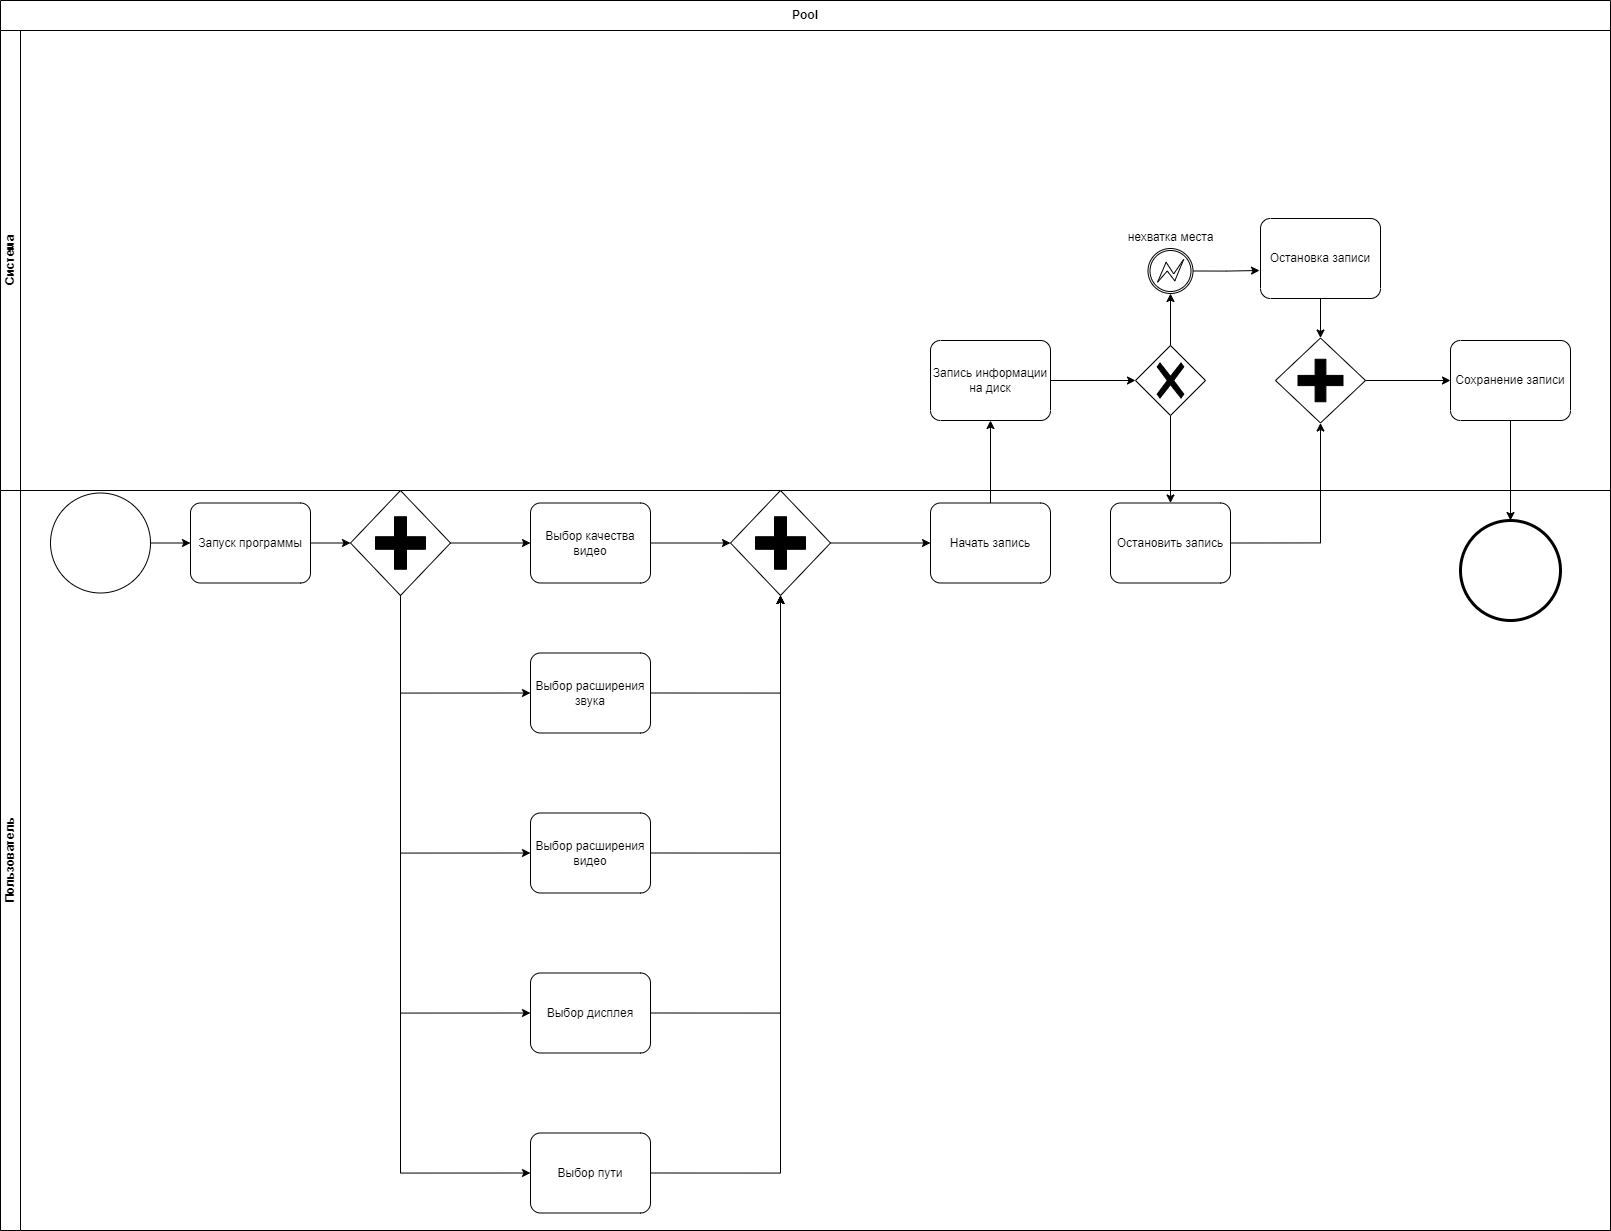 Pool
Система
нехватка места
Остановка записи
Запись информации
на диск
Сохранение записи
Пользователь
Запуск программы
Выбор качества
видео
Начать запись
Остановить запись
Выбор расширения
звука
Выбор расширения
видео
Выбор дисплея
Выбор пути